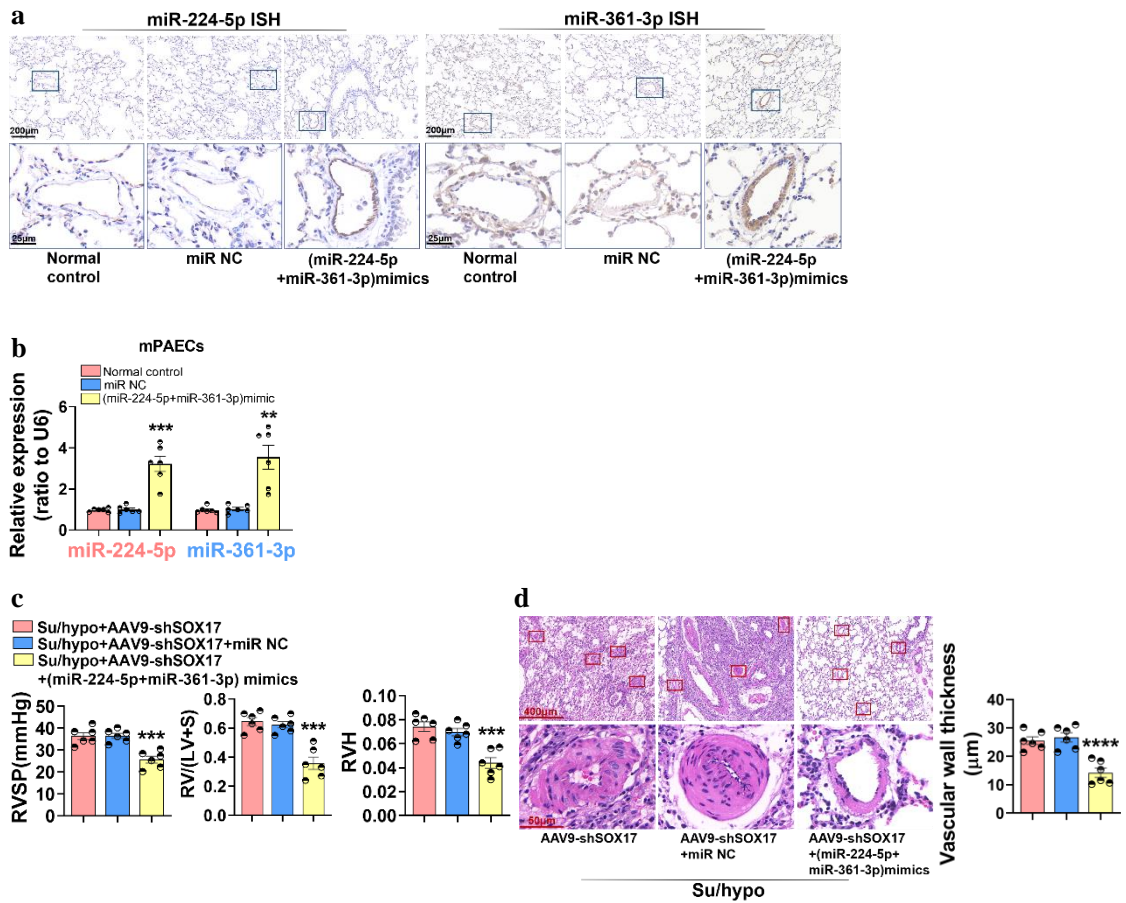 a
miR-224-5p ISH
miR-361-3p ISH
200μm
200μm
25μm
25μm
Normal
control
miR NC
(miR-224-5p
+miR-361-3p)mimics
Normal
control
miR NC
(miR-224-5p
+miR-361-3p)mimics
b
mPAECs
Normal control
miR NC
(miR-224-5p+miR-361-3p)mimic
Relative expression
(ratio to U6)
6
4
2
0
***
**
miR-224-5p
miR-361-3p
c
Su/hypo+AAV9-shSOX17
Su/hypo+AAV9-shSOX17+miR NC
Su/hypo+AAV9-shSOX17
+(miR-224-5p+miR-361-3p) mimics
RVSP(mmHg)
50
40
30
20
10
0
***
RV/(LV+S)
1.0
0.8
0.6
0.4
0.2
0.0
***
RVH
0.10
0.08
0.06
0.04
0.02
0.00
***
d
400μm
50μm
AAV9-shSOX17
AAV9-shSOX17
+miR NC
AAV9-shSOX17
+(miR-224-5p+
miR-361-3p)mimics
Su/hypo
Vascular wall thickness
(μm)
40
30
20
10
0
****